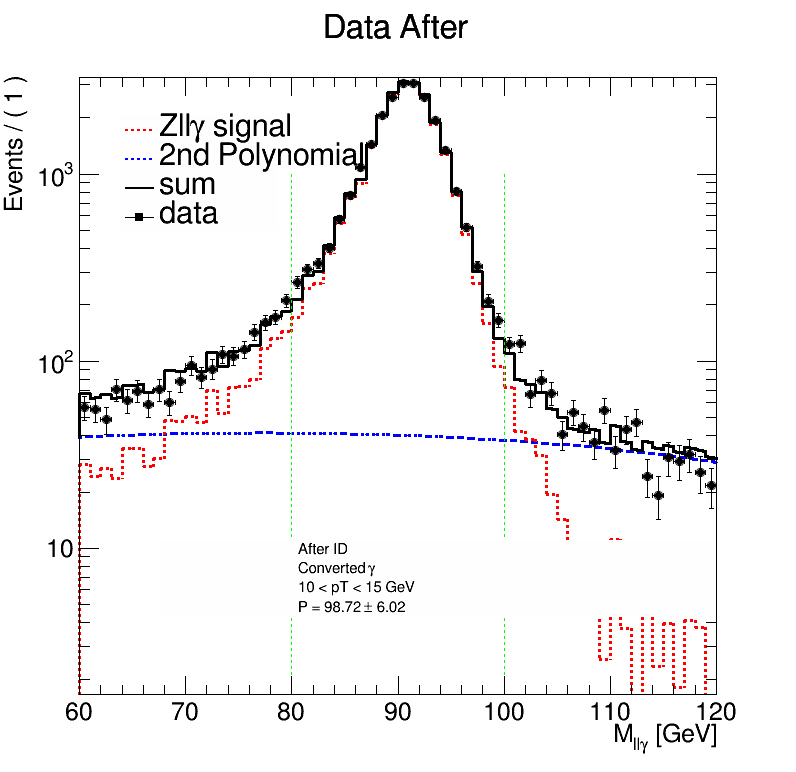 Data After
Events / ( 1 )
Zllγ signal
2nd Polynomial
sum
data
10³
10²
10
After ID
Converted γ
10 < pT < 15 GeV
P = 98.72 ± 6.02
60 70 80 90 100 110 120
M_llγ [GeV]